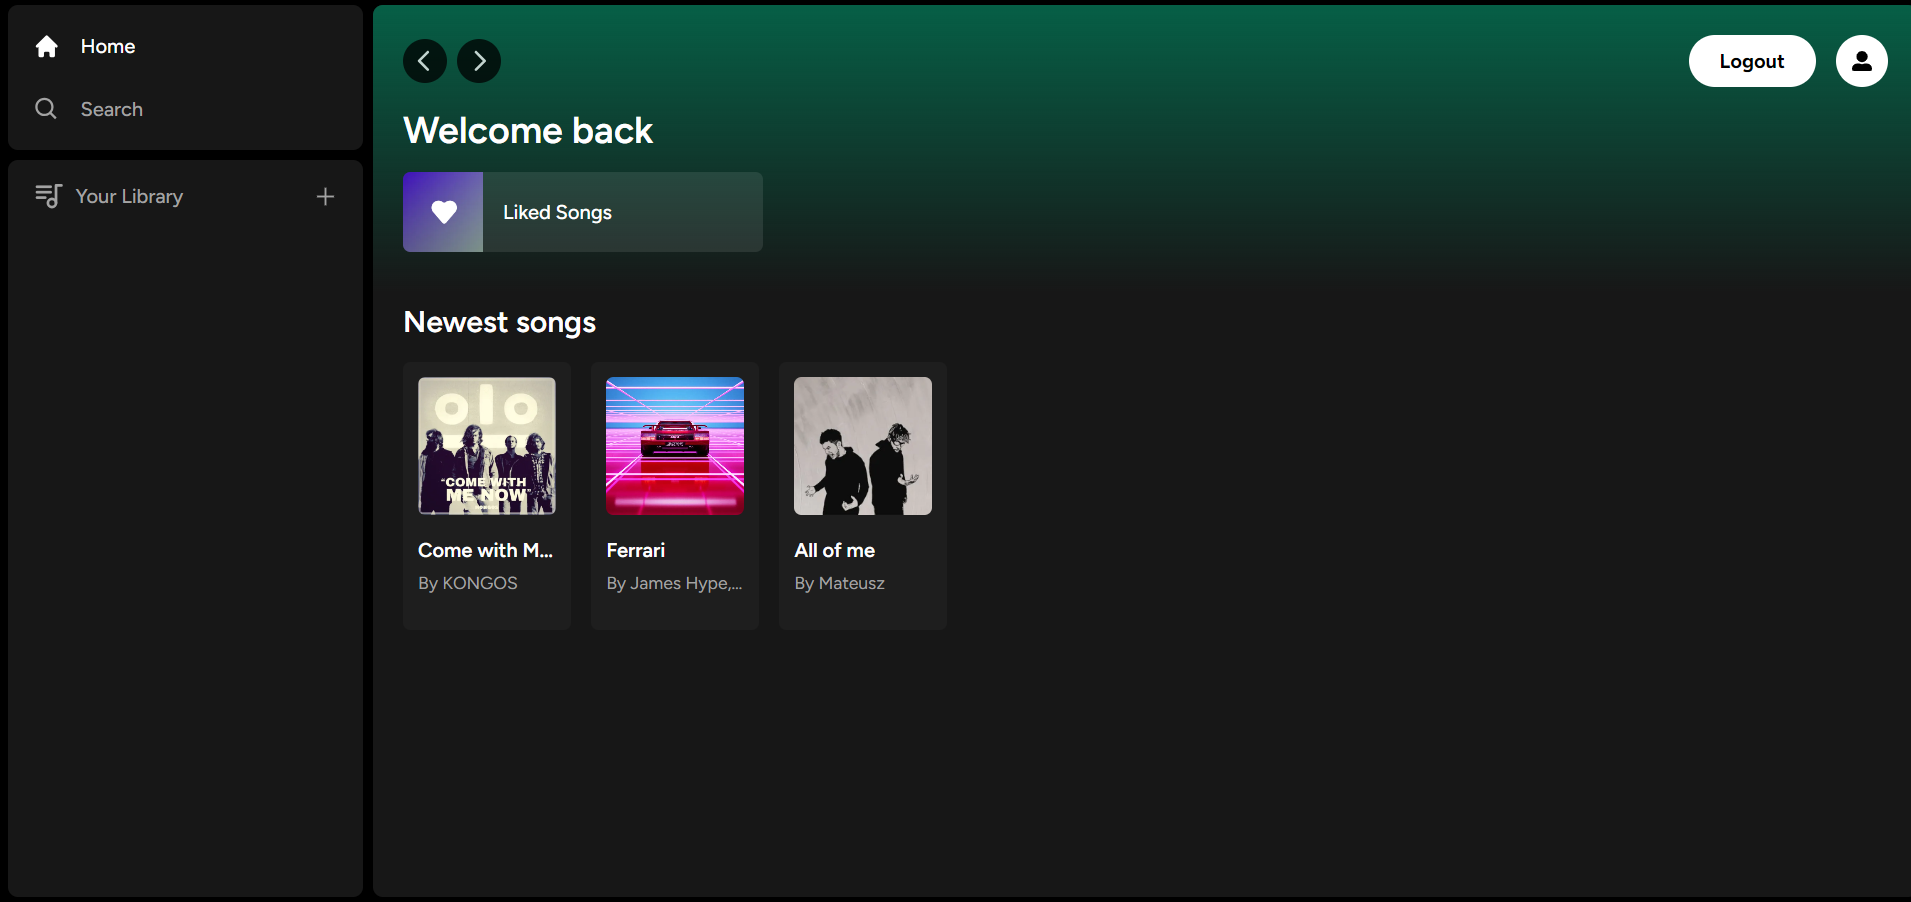 Home
Search
Your Library
Logout
Welcome back
Liked Songs
Newest songs
olo
"COME WITH
ME NOW"
Come with M...
By KONGOS
Ferrari
By James Hype,...
All of me
By Mateusz